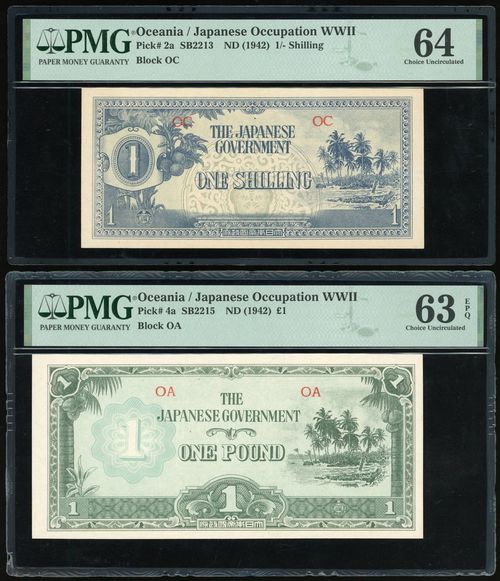 PMG
PAPER MONEY GUARANTY
Oceania / Japanese Occupation WWII
Pick# 2a SB2213 ND (1942) 1/- Shilling
Block OC
64
Choice Uncirculated
OC OC
THE JAPANESE
GOVERNMENT
1
ONE SHILLING
1 1
PMG
PAPER MONEY GUARANTY
Oceania / Japanese Occupation WWII
Pick# 4a SB2215 ND (1942) £1
Block OA
63 EPQ
Choice Uncirculated
1 1
OA OA
THE
JAPANESE GOVERNMENT
1
ONE POUND
1 1 1